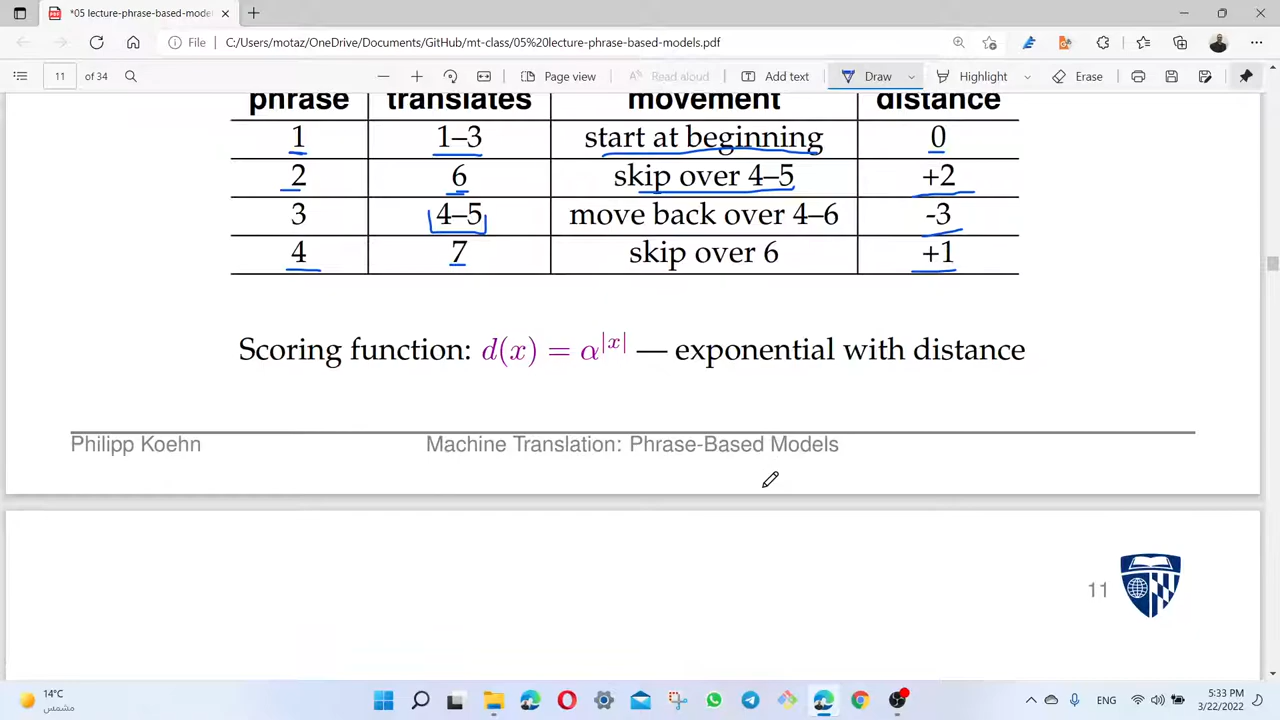 *05 lecture-phrase-based-model
File
C:/Users/motaz/OneDrive/Documents/GitHub/mt-class/05%20lecture-phrase-based-models.pdf
11 of 34
Page view
Read aloud
Add text
Draw
Highlight
Erase
phrase translates movement distance
1 1–3 start at beginning 0
2 6 skip over 4–5 +2
3 4–5 move back over 4–6 -3
4 7 skip over 6 +1
Scoring function: d(x) = α^|x| — exponential with distance
Philipp Koehn Machine Translation: Phrase-Based Models
11
14°C
مشمس
ENG
5:33 PM
3/22/2022